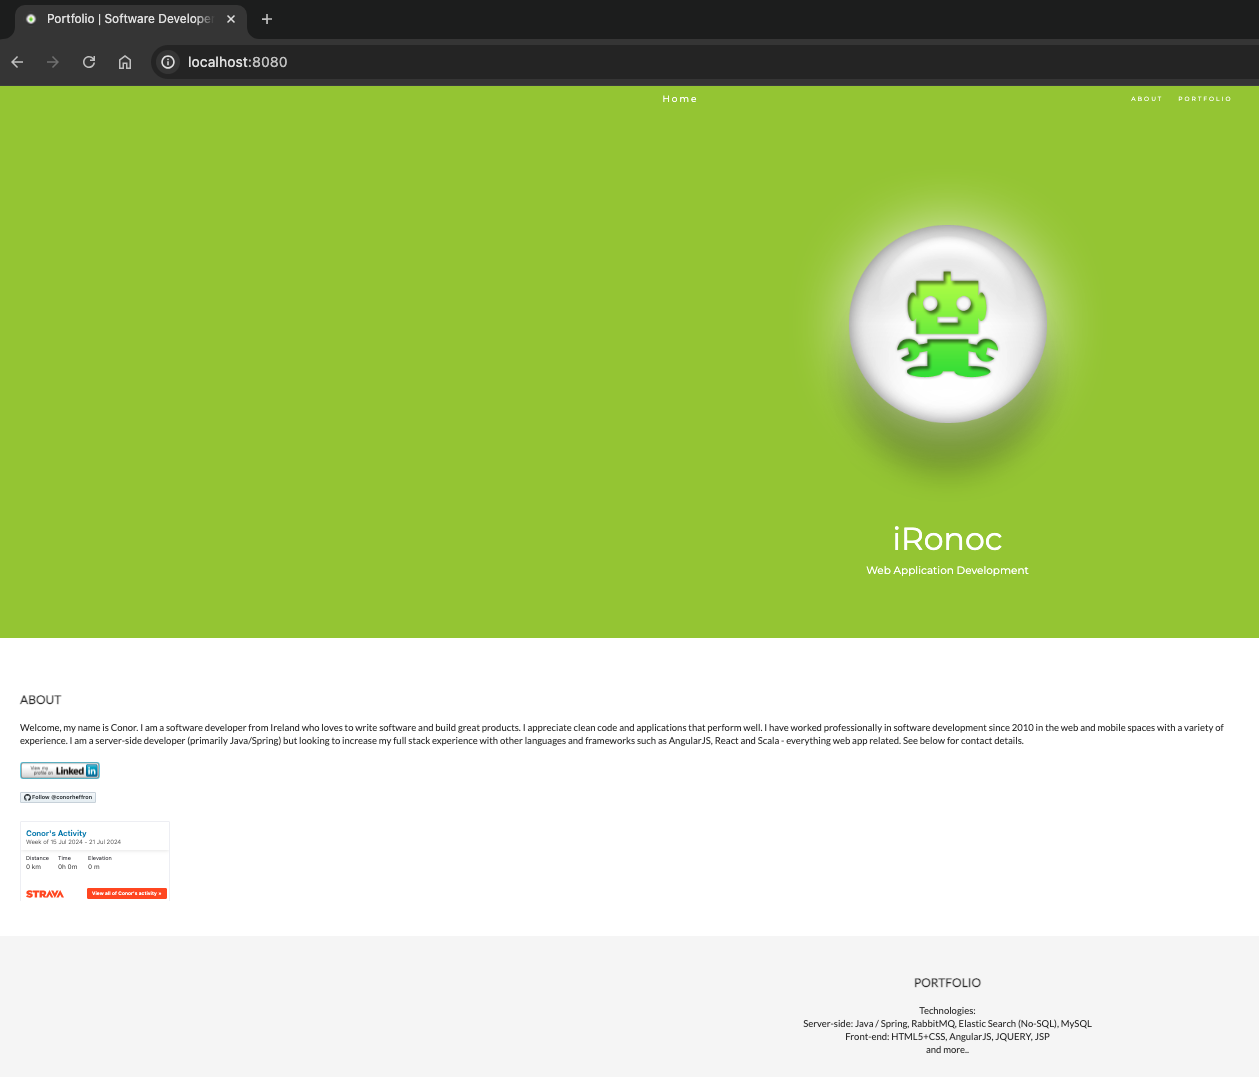 Portfolio | Software Developer
localhost:8080
Home
ABOUT
PORTFOLIO
iRonoc
Web Application Development
ABOUT
Welcome, my name is Conor. I am a software developer from Ireland who loves to write software and build great products. I appreciate clean code and applications that perform well. I have worked professionally in software development since 2010 in the web and mobile spaces with a variety of
experience. I am a server-side developer (primarily Java/Spring) but looking to increase my full stack experience with other languages and frameworks such as AngularJS, React and Scala - everything web app related. See below for contact details.
View my
profile on
Linked in
Follow @conorheffron
Conor's Activity
Week of 15 Jul 2024 - 21 Jul 2024
Distance Time Elevation
0 km 0h 0m 0 m
STRAVA
View all of Conor's activity »
PORTFOLIO
Technologies:
Server-side: Java / Spring, RabbitMQ, Elastic Search (No-SQL), MySQL
Front-end: HTML5+CSS, AngularJS, JQUERY, JSP
and more..